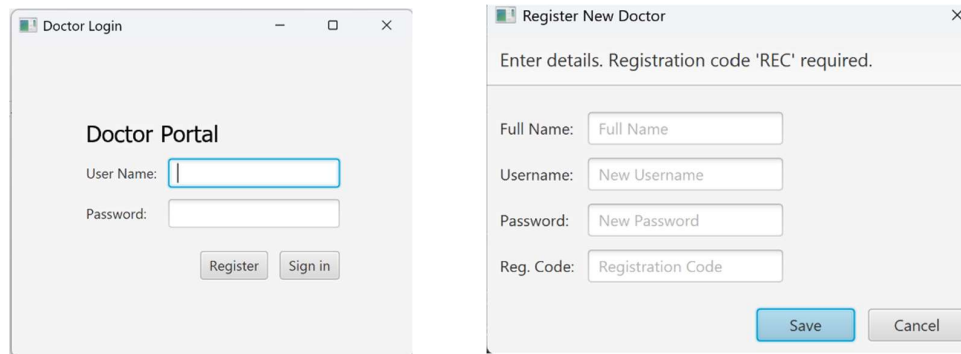 Doctor Login
Doctor Portal
User Name:
Password:
Register Sign in
Register New Doctor
Enter details. Registration code 'REC' required.
Full Name: Full Name
Username: New Username
Password: New Password
Reg. Code: Registration Code
Save Cancel